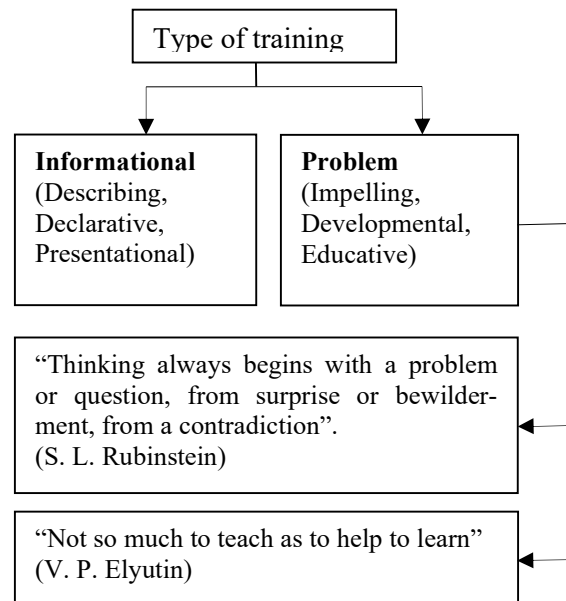 Type of training
Informational
(Describing,
Declarative,
Presentational)
Problem
(Impelling,
Developmental,
Educative)
“Thinking always begins with a problem
or question, from surprise or bewilder-
ment, from a contradiction”.
(S. L. Rubinstein)
“Not so much to teach as to help to learn”
(V. P. Elyutin)